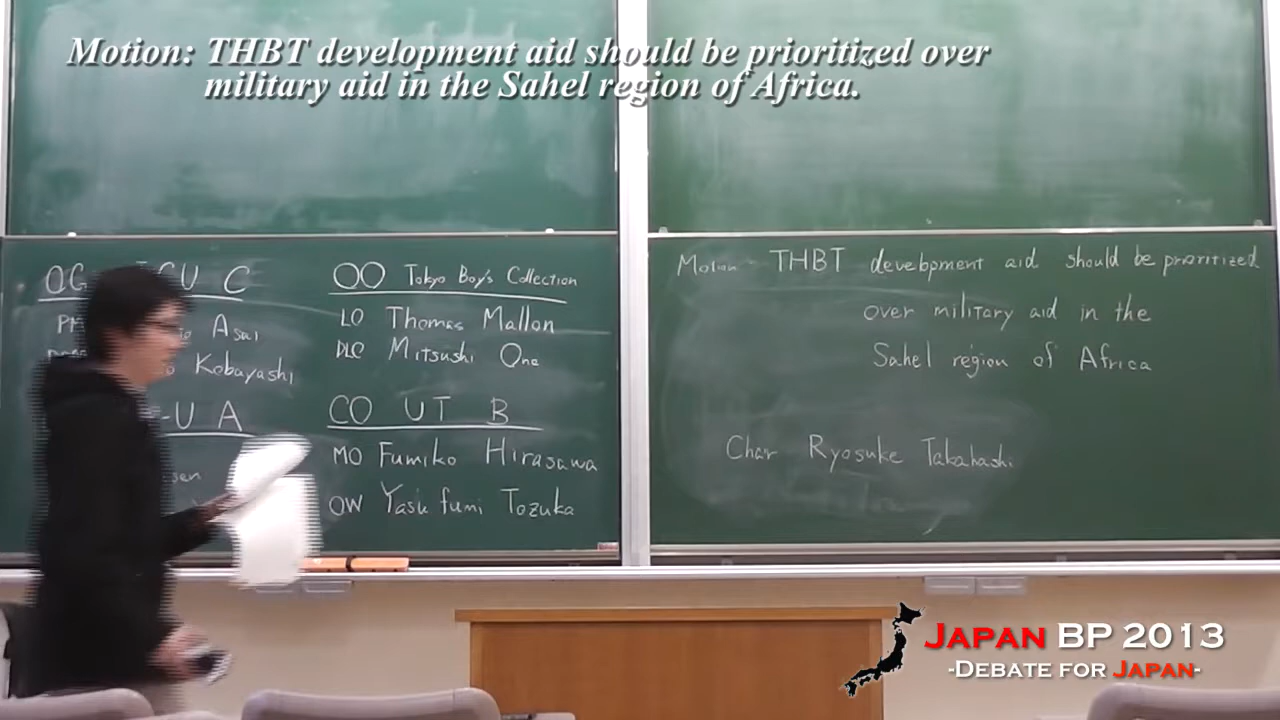 Motion: THBT development aid should be prioritized over
military aid in the Sahel region of Africa.
U C
Asai
Kobayashi
-U A
sen
OO Tokyo Boy's Collection
LO Thomas Mallon
DLO Mitsushi Ono
CO UT B
MO Fumiko Hirasawa
OW Yasufumi Tozuka
Motion THBT development aid should be prioritized
over military aid in the
Sahel region of Africa
Chair Ryosuke Takahashi
JAPAN BP 2013
-DEBATE FOR JAPAN-